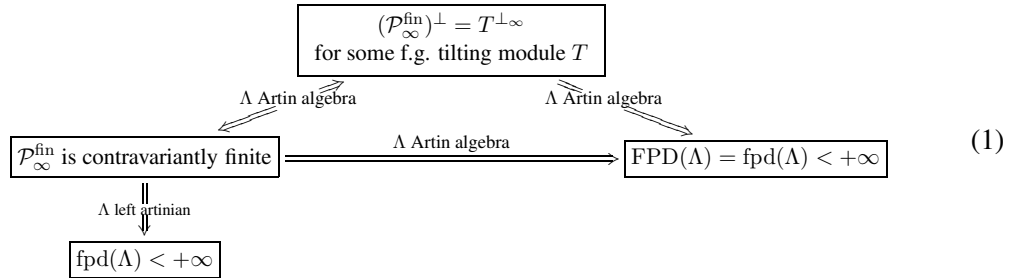 (𝒫^fin_∞)^⊥ = T^{⊥∞}
for some f.g. tilting module T
Λ Artin algebra
Λ Artin algebra
Λ Artin algebra
𝒫^fin_∞ is contravariantly finite
FPD(Λ) = fpd(Λ) < +∞
(1)
Λ left artinian
fpd(Λ) < +∞